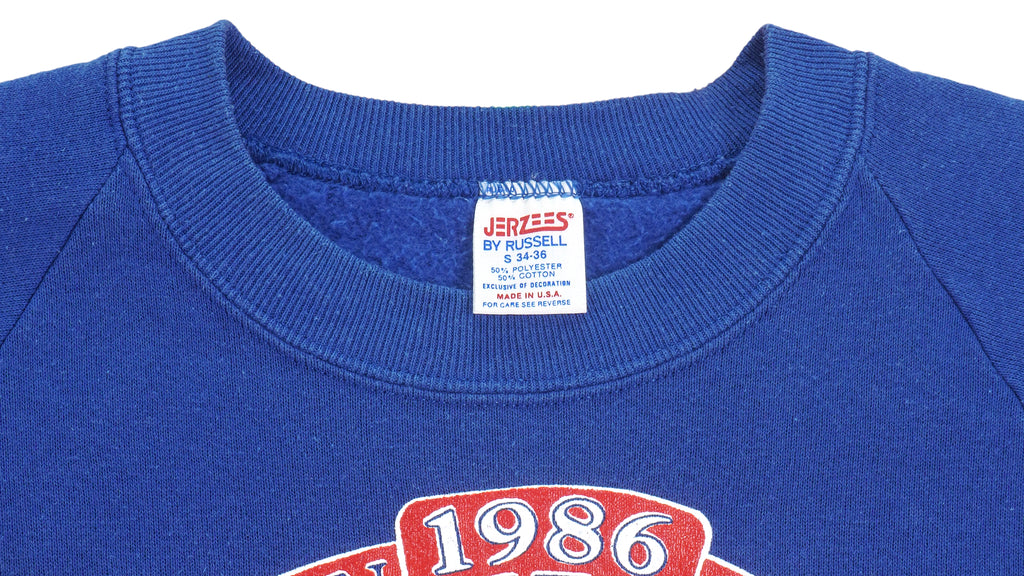 JERZEES®
BY RUSSELL
S 34-36
50% POLYESTER
50% COTTON
EXCLUSIVE OF DECORATION
MADE IN U.S.A.
FOR CARE SEE REVERSE
1986